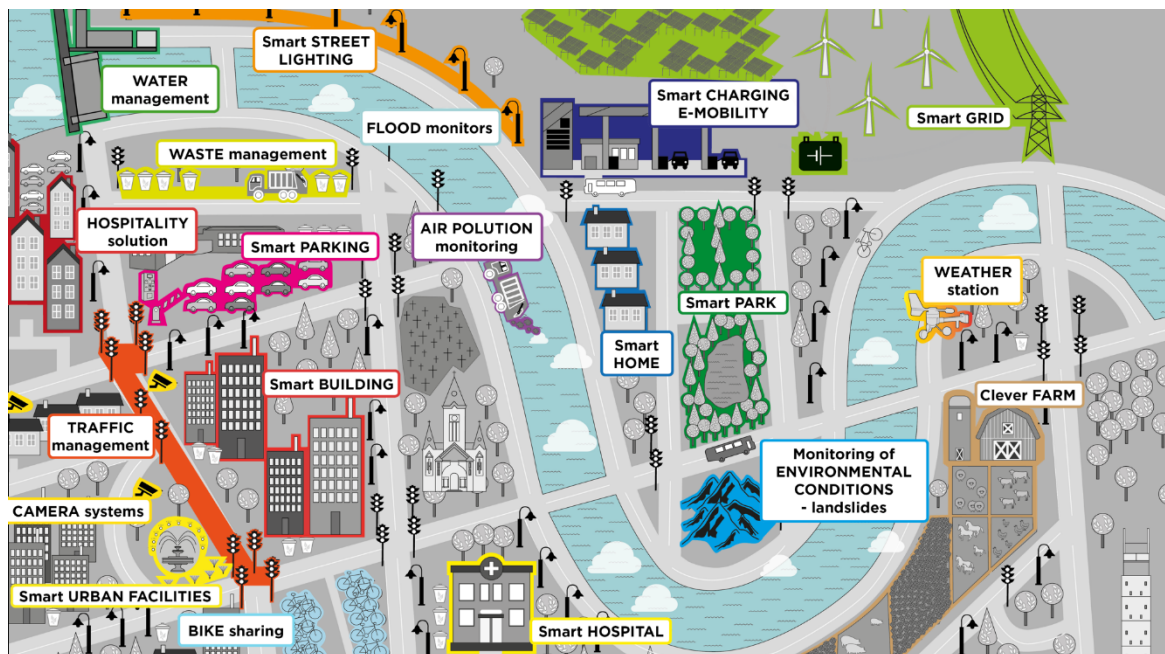 Smart STREET
LIGHTING
WATER
management
Smart CHARGING
E-MOBILITY
Smart GRID
FLOOD monitors
WASTE management
HOSPITALITY
solution
Smart PARKING
AIR POLUTION
monitoring
WEATHER
station
Smart PARK
Smart
HOME
Smart BUILDING
Clever FARM
TRAFFIC
management
Monitoring of
ENVIRONMENTAL
CONDITIONS
- landslides
CAMERA systems
Smart URBAN FACILITIES
BIKE sharing
Smart HOSPITAL